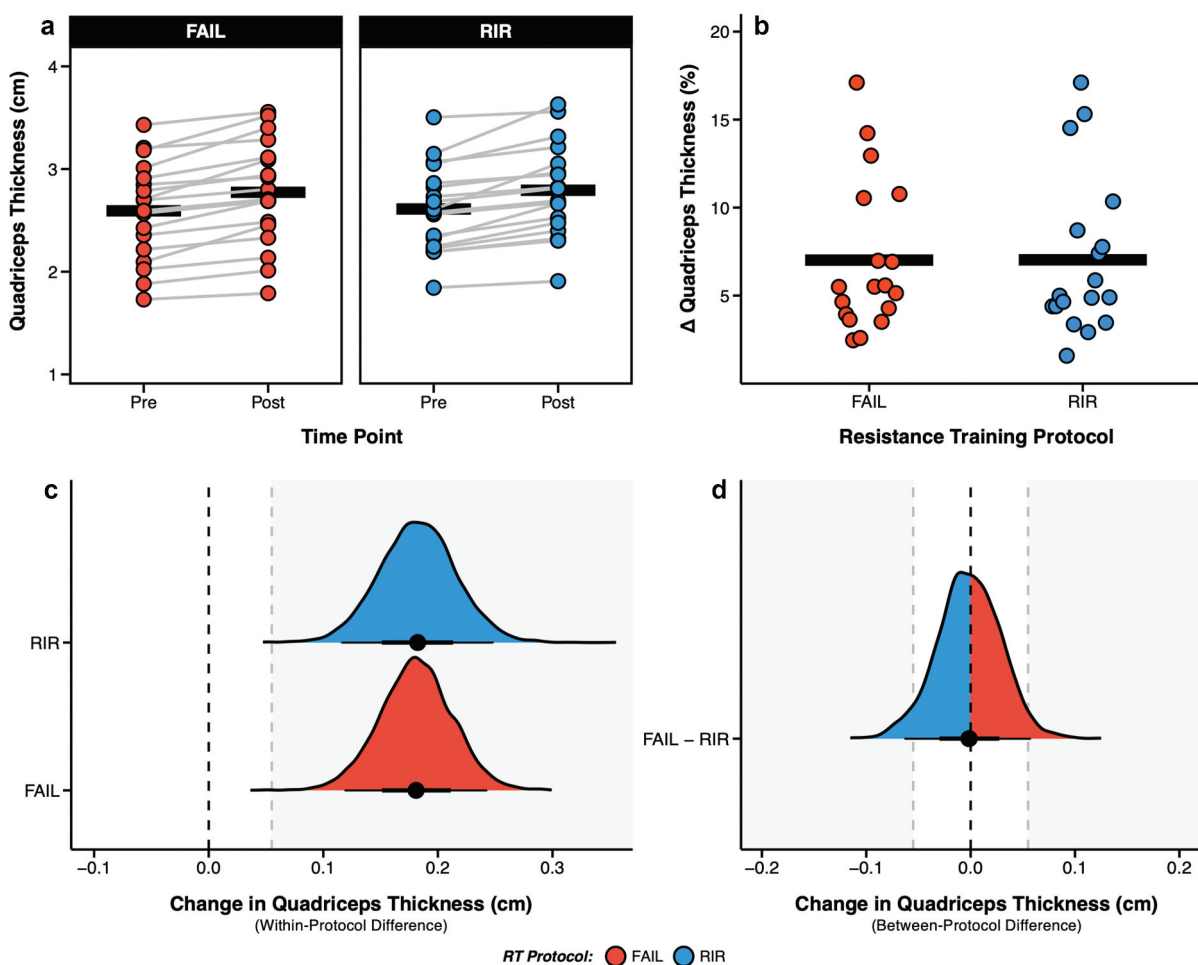 a
FAIL
RIR
Quadriceps Thickness (cm)
4
3
2
1
Pre
Post
Pre
Post
Time Point
b
Δ Quadriceps Thickness (%)
20
15
10
5
FAIL
RIR
Resistance Training Protocol
c
RIR
FAIL
−0.1
0.0
0.1
0.2
0.3
Change in Quadriceps Thickness (cm)
(Within-Protocol Difference)
d
FAIL − RIR
−0.2
−0.1
0.0
0.1
0.2
Change in Quadriceps Thickness (cm)
(Between-Protocol Difference)
RT Protocol: FAIL RIR